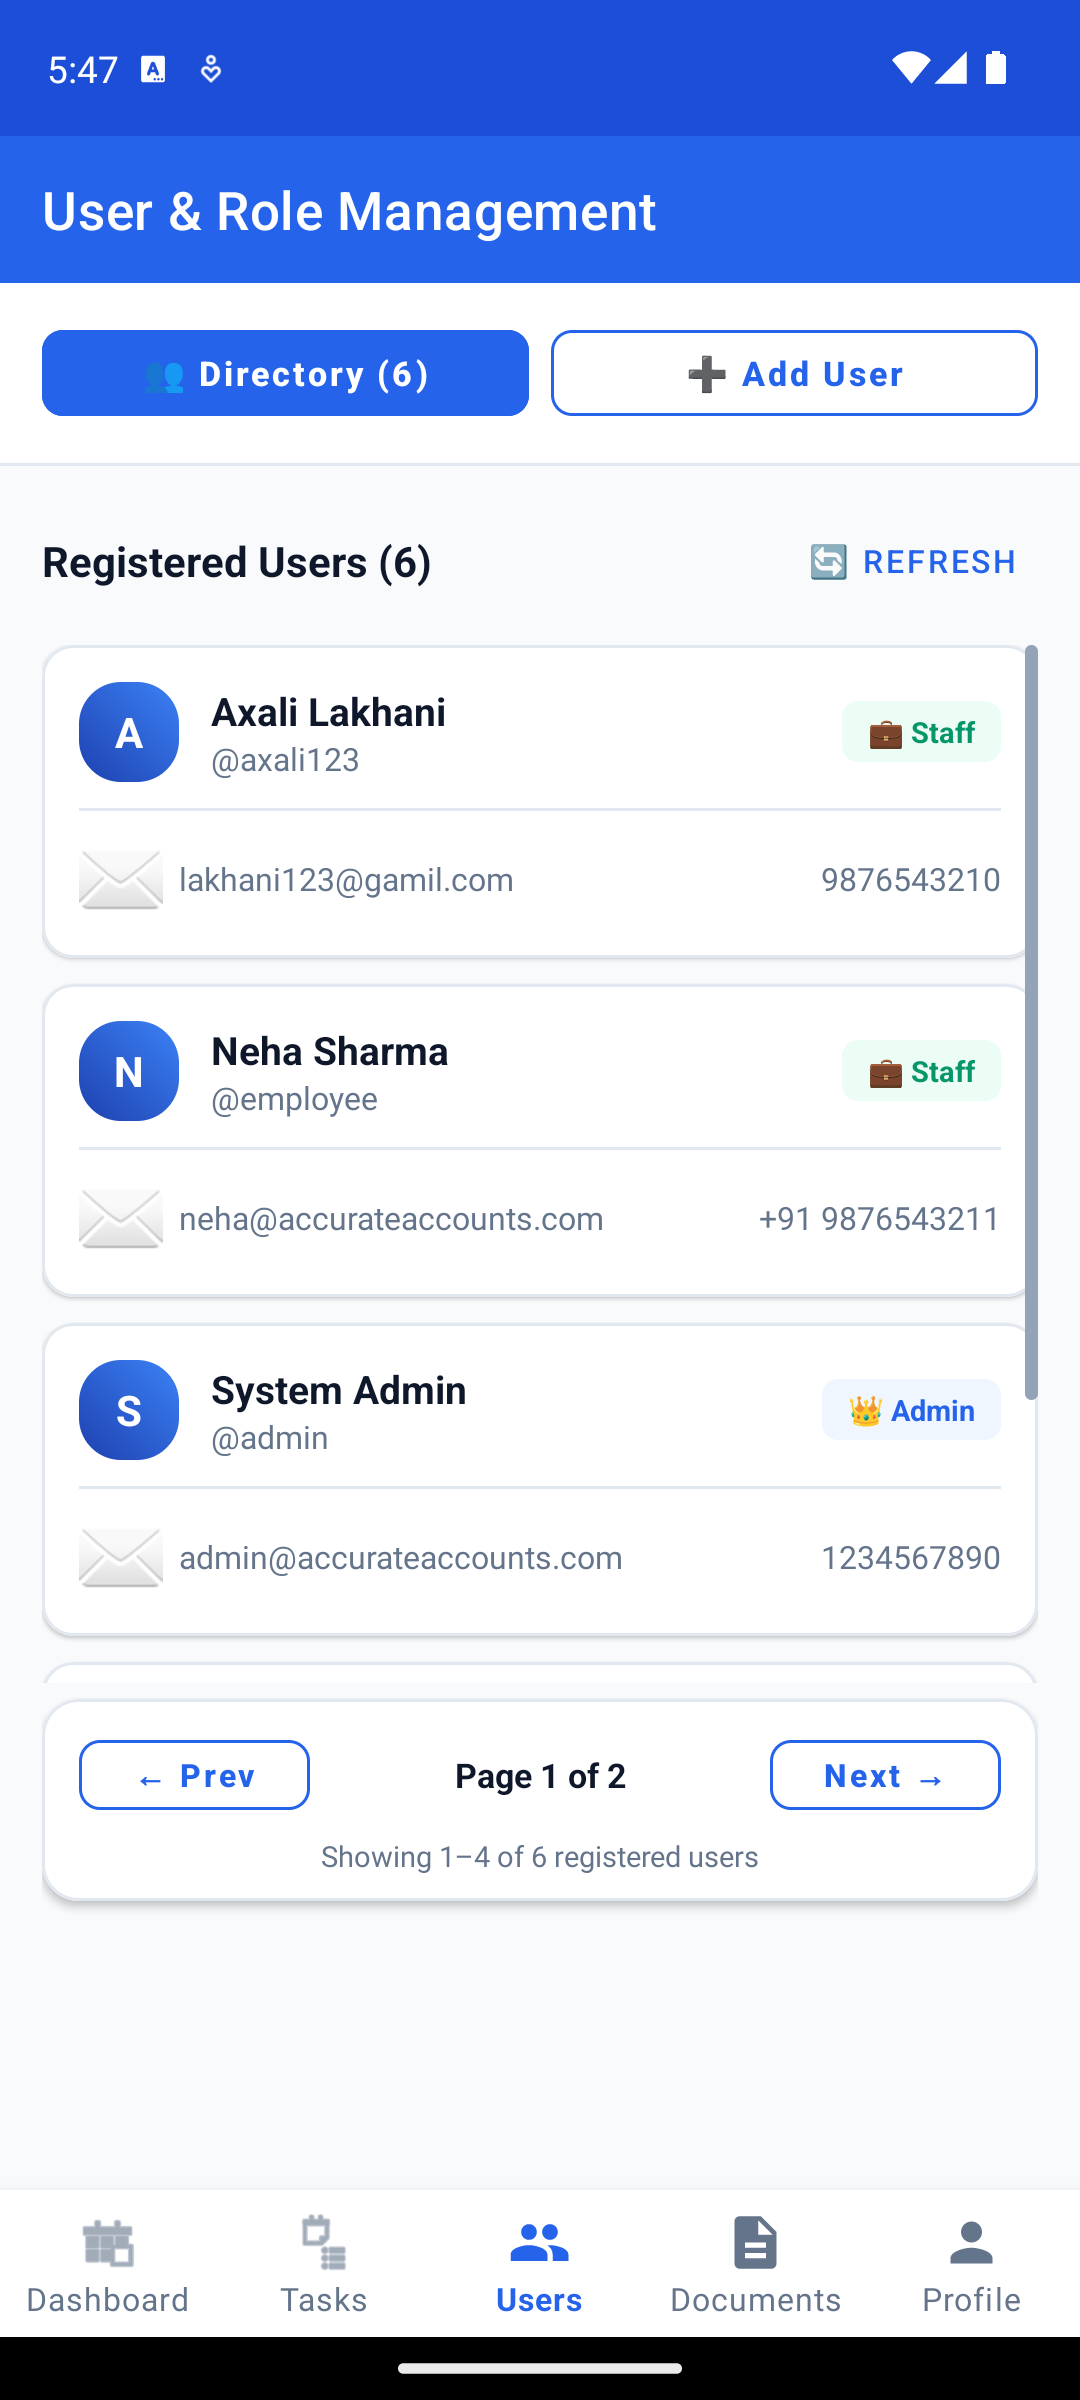 5:47
User & Role Management
👥 Directory (6)
➕ Add User
Registered Users (6)
🔄 REFRESH
A
Axali Lakhani
@axali123
💼 Staff
lakhani123@gamil.com
9876543210
N
Neha Sharma
@employee
💼 Staff
neha@accurateaccounts.com
+91 9876543211
S
System Admin
@admin
👑 Admin
admin@accurateaccounts.com
1234567890
← Prev
Page 1 of 2
Next →
Showing 1–4 of 6 registered users
Dashboard
Tasks
Users
Documents
Profile